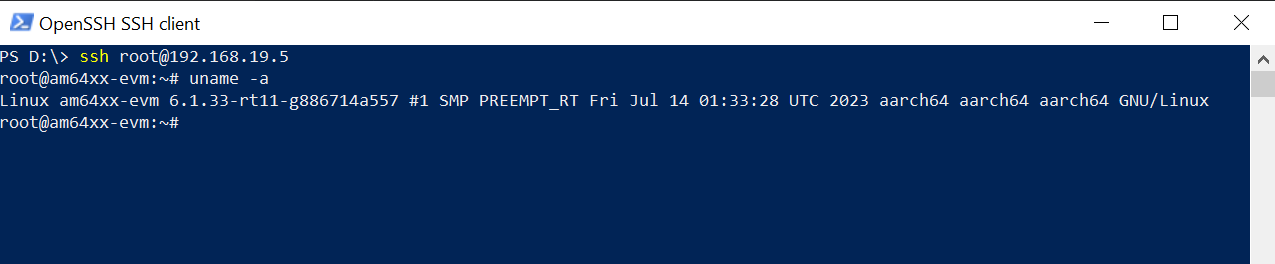 OpenSSH SSH client
PS D:\> ssh root@192.168.19.5
root@am64xx-evm:~# uname -a
Linux am64xx-evm 6.1.33-rt11-g886714a557 #1 SMP PREEMPT_RT Fri Jul 14 01:33:28 UTC 2023 aarch64 aarch64 aarch64 GNU/Linux
root@am64xx-evm:~#